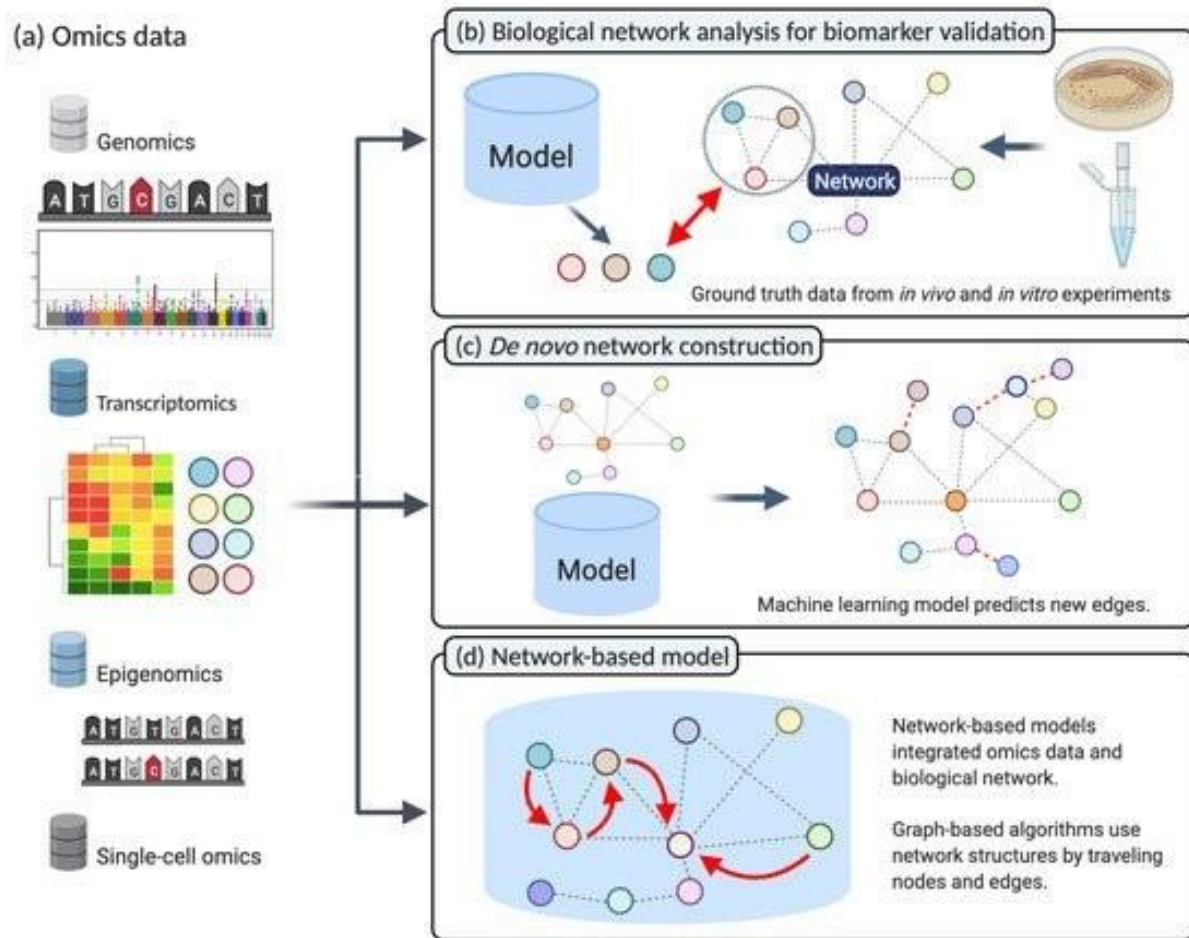 (a) Omics data
Genomics
A T G C G A C T
Transcriptomics
Epigenomics
A T G T G A C T
A T G C G A C T
Single-cell omics
(b) Biological network analysis for biomarker validation
Model
Network
Ground truth data from in vivo and in vitro experiments
(c) De novo network construction
Model
Machine learning model predicts new edges.
(d) Network-based model
Network-based models
integrated omics data and
biological network.
Graph-based algorithms use
network structures by traveling
nodes and edges.